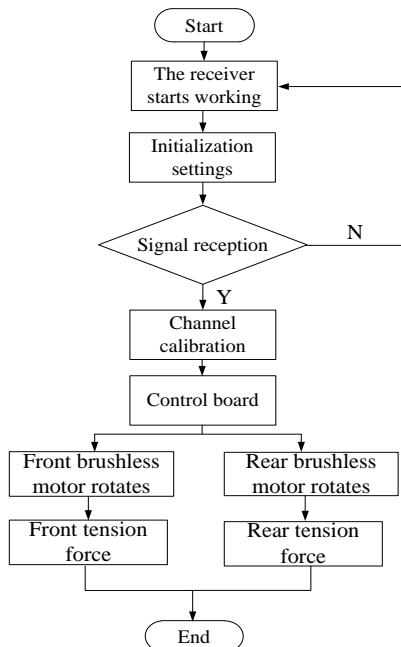 Start
The receiver
starts working
Initialization
settings
Signal reception
N
Y
Channel
calibration
Control board
Front brushless
motor rotates
Rear brushless
motor rotates
Front tension
force
Rear tension
force
End